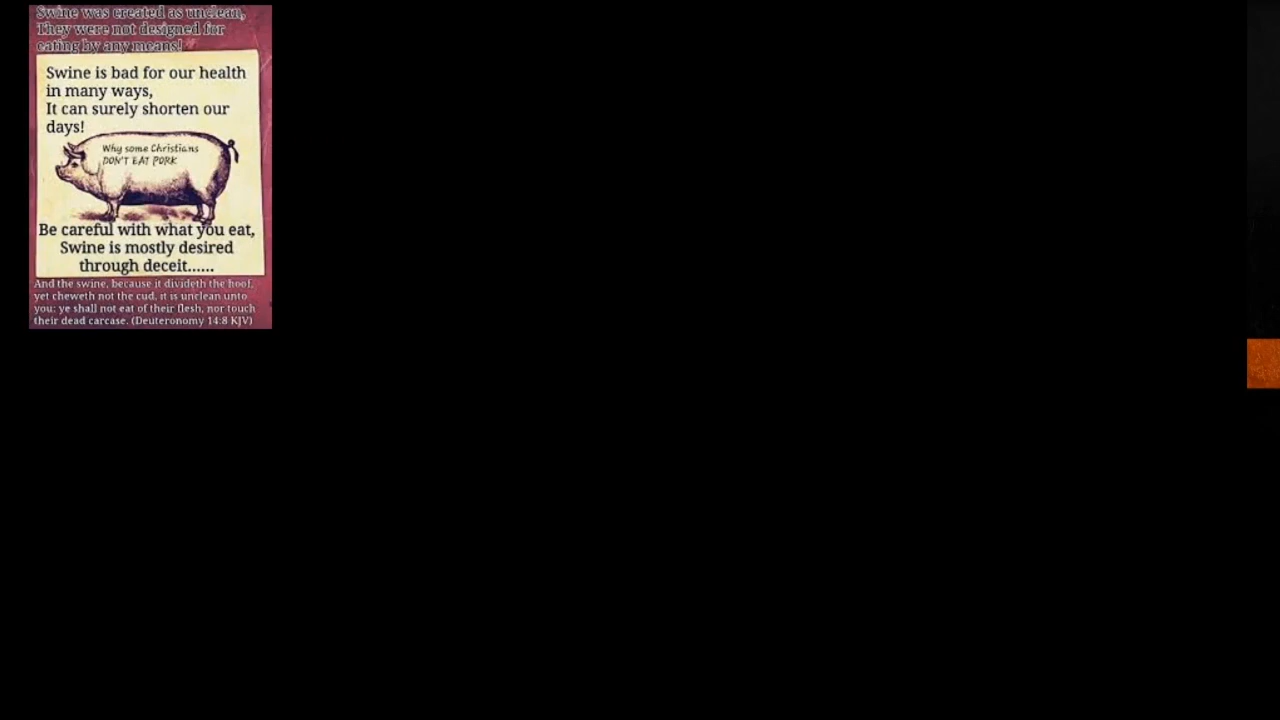 Swine was created as unclean,
They were not designed for
eating by any means!
Swine is bad for our health
in many ways,
It can surely shorten our
days!
Why some Christians
DON'T EAT PORK
Be careful with what you eat,
Swine is mostly desired
through deceit......
And the swine, because it divideth the hoof,
yet cheweth not the cud, it is unclean unto
you: ye shall not eat of their flesh, nor touch
their dead carcase. (Deuteronomy 14:8 KJV)